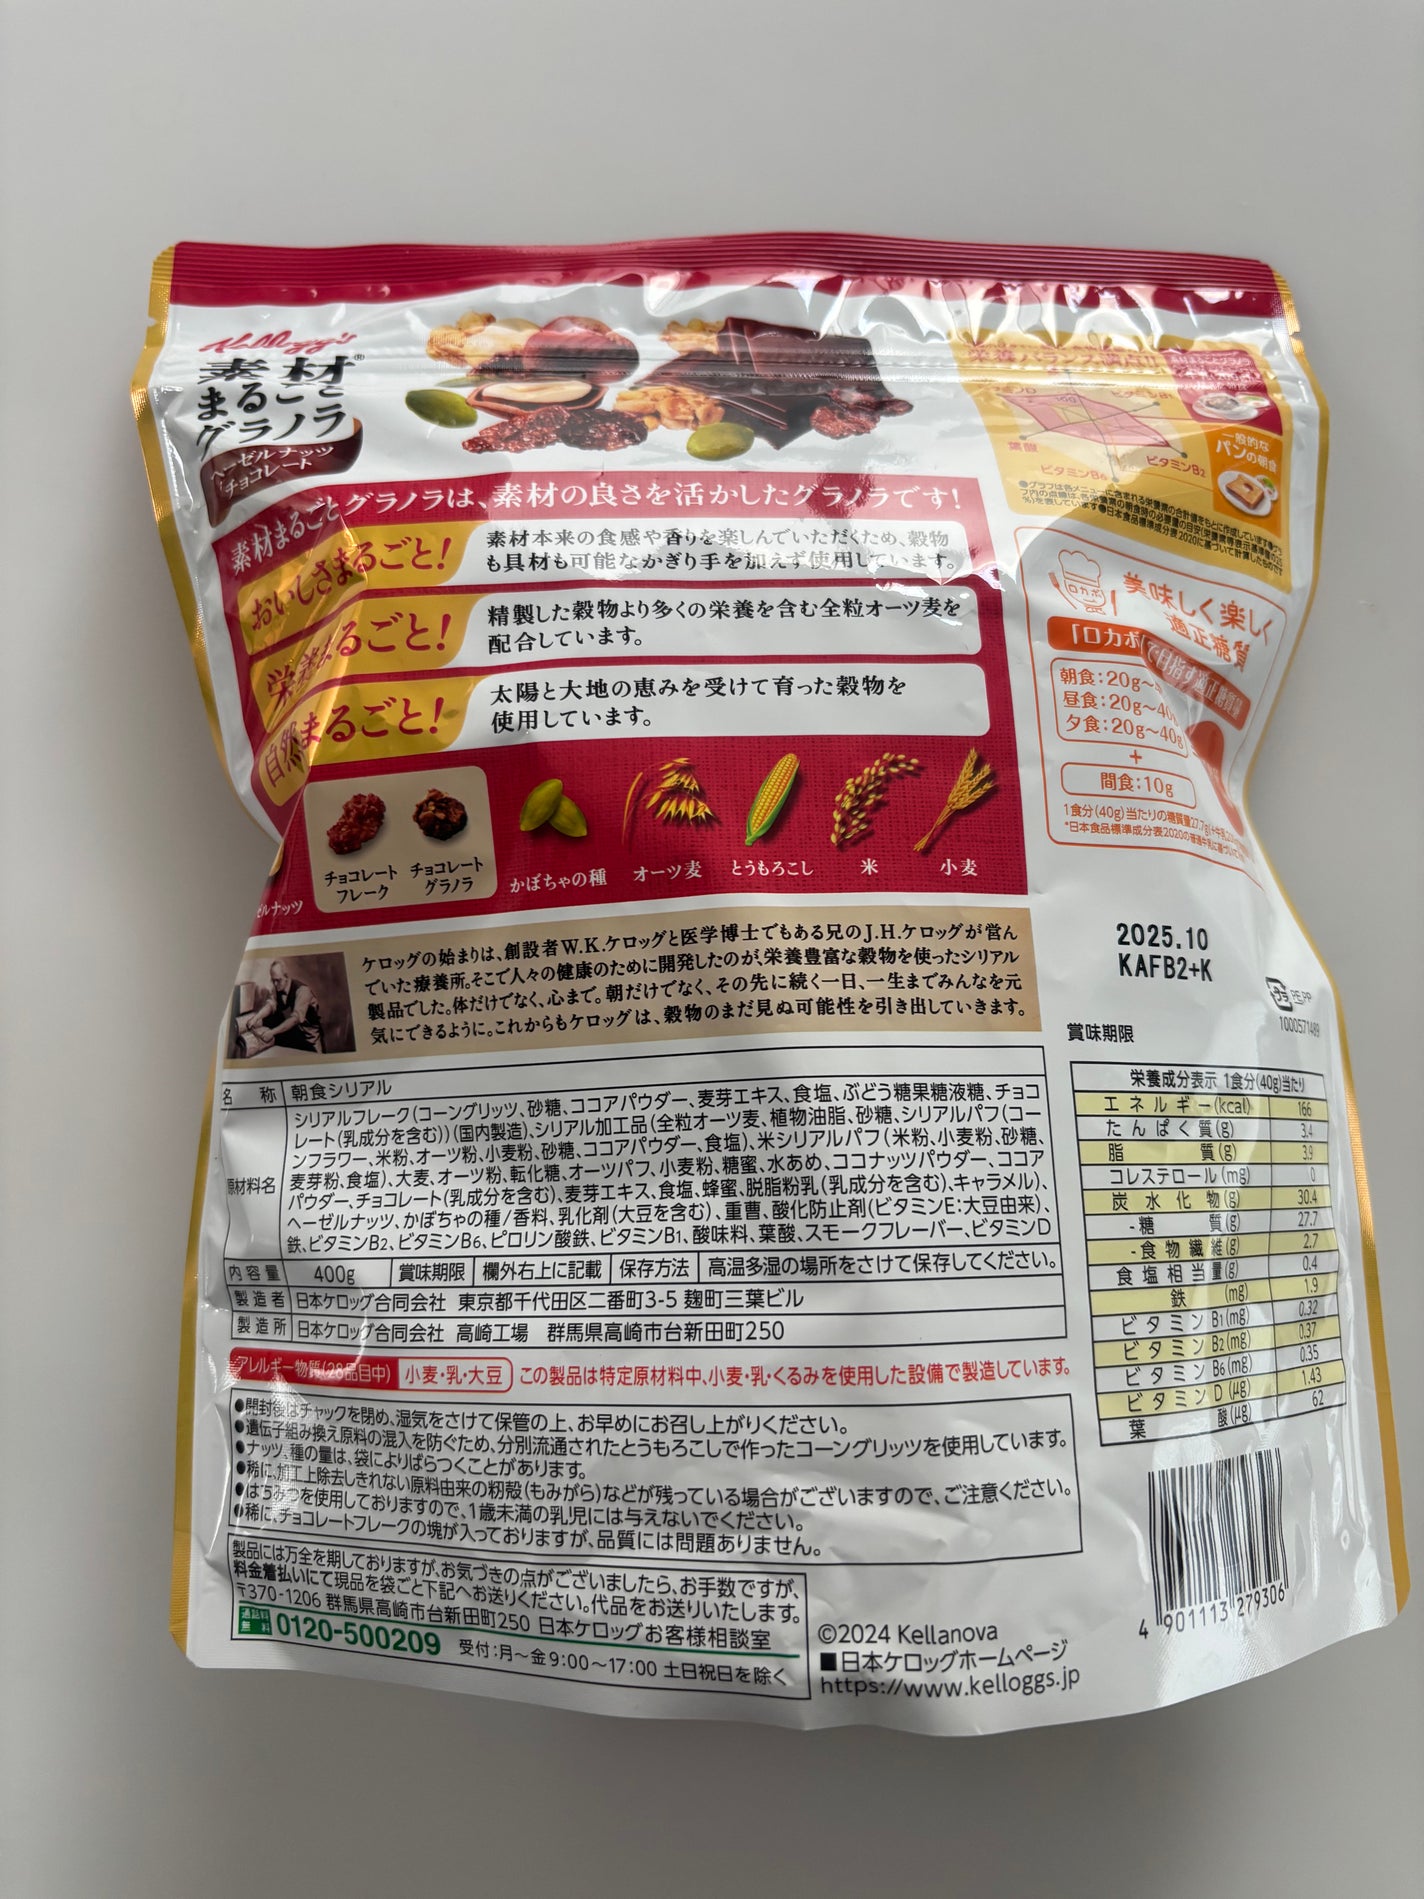 Kellogg's
素材
まるごと
グラノラ®
ヘーゼルナッツ
チョコレート
栄養バランス満点!!
ビタミンB1
葉酸
ビタミンB6
ビタミンB2
100
一般的な
パンの朝食
素材まるごとグラノラは、素材の良さを活かしたグラノラです!
おいしさまるごと!
素材本来の食感や香りを楽しんでいただくため、穀物
も具材も可能なかぎり手を加えず使用しています。
栄養まるごと!
精製した穀物より多くの栄養を含む全粒オーツ麦を
配合しています。
自然まるごと!
太陽と大地の恵みを受けて育った穀物を
使用しています。
チョコレート
フレーク
チョコレート
グラノラ
かぼちゃの種
オーツ麦
とうもろこし
米
小麦
ロカボ
美味しく楽しく
適正糖質
「ロカボ」で目指す適正糖質量
朝食:20g〜
昼食:20g〜40g
夕食:20g〜40g
+
間食:10g
1食分(40g)当たりの糖質量27.7g
2025.10
KAFB2+K
プラ PE,PP
1000571489
賞味期限
ケロッグの始まりは、創設者W.K.ケロッグと医学博士でもある兄のJ.H.ケロッグが営ん
でいた療養所。そこで人々の健康のために開発したのが、栄養豊富な穀物を使ったシリアル
製品でした。体だけでなく、心まで。朝だけでなく、その先に続く一日、一生までみんなを元
気にできるように。これからもケロッグは、穀物のまだ見ぬ可能性を引き出していきます。
名称 朝食シリアル
原材料名 シリアルフレーク(コーングリッツ、砂糖、ココアパウダー、麦芽エキス、食塩、ぶどう糖果糖液糖、チョコ
レート(乳成分を含む))(国内製造)、シリアル加工品(全粒オーツ麦、植物油脂、砂糖、シリアルパフ(コー
ンフラワー、米粉、オーツ粉、小麦粉、砂糖、ココアパウダー、食塩)、米シリアルパフ(米粉、小麦粉、砂糖、
麦芽粉、食塩)、大麦、オーツ粉、転化糖、オーツパフ、小麦粉、糖蜜、水あめ、ココナッツパウダー、ココア
パウダー、チョコレート(乳成分を含む)、麦芽エキス、食塩、蜂蜜、脱脂粉乳(乳成分を含む)、キャラメル)、
ヘーゼルナッツ、かぼちゃの種/香料、乳化剤(大豆を含む)、重曹、酸化防止剤(ビタミンE:大豆由来)、
鉄、ビタミンB2、ビタミンB6、ピロリン酸鉄、ビタミンB1、酸味料、葉酸、スモークフレーバー、ビタミンD
内容量 400g 賞味期限 欄外右上に記載 保存方法 高温多湿の場所をさけて保存してください。
製造者 日本ケロッグ合同会社 東京都千代田区二番町3-5 麹町三葉ビル
製造所 日本ケロッグ合同会社 高崎工場 群馬県高崎市台新田町250
アレルギー物質(28品目中) 小麦・乳・大豆 この製品は特定原材料中、小麦・乳・くるみを使用した設備で製造しています。
●開封後はチャックを閉め、湿気をさけて保管の上、お早めにお召し上がりください。
●遺伝子組み換え原料の混入を防ぐため、分別流通されたとうもろこしで作ったコーングリッツを使用しています。
●ナッツ、種の量は、袋によりばらつくことがあります。
●稀に、加工上除去しきれない原料由来の籾殻(もみがら)などが残っている場合がございますので、ご注意ください。
●はちみつを使用しておりますので、1歳未満の乳児には与えないでください。
●稀に、チョコレートフレークの塊が入っておりますが、品質には問題ありません。
製品には万全を期しておりますが、お気づきの点がございましたら、お手数ですが、
料金着払いにて現品を袋ごと下記へお送りください。代品をお送りいたします。
〒370-1206 群馬県高崎市台新田町250 日本ケロッグお客様相談室
通話料無料 0120-500209 受付:月〜金9:00〜17:00 土日祝日を除く
©2024 Kellanova
■日本ケロッグホームページ
https://www.kelloggs.jp
栄養成分表示 1食分(40g)当たり
エネルギー(kcal) 166
たんぱく質(g) 3.4
脂質(g) 3.9
コレステロール(mg) 0
炭水化物(g) 30.4
-糖質(g) 27.7
-食物繊維(g) 2.7
食塩相当量(g) 0.4
鉄(mg) 1.9
ビタミンB1(mg) 0.32
ビタミンB2(mg) 0.37
ビタミンB6(mg) 0.35
ビタミンD(μg) 1.43
葉酸(μg) 62
4 901113 279306